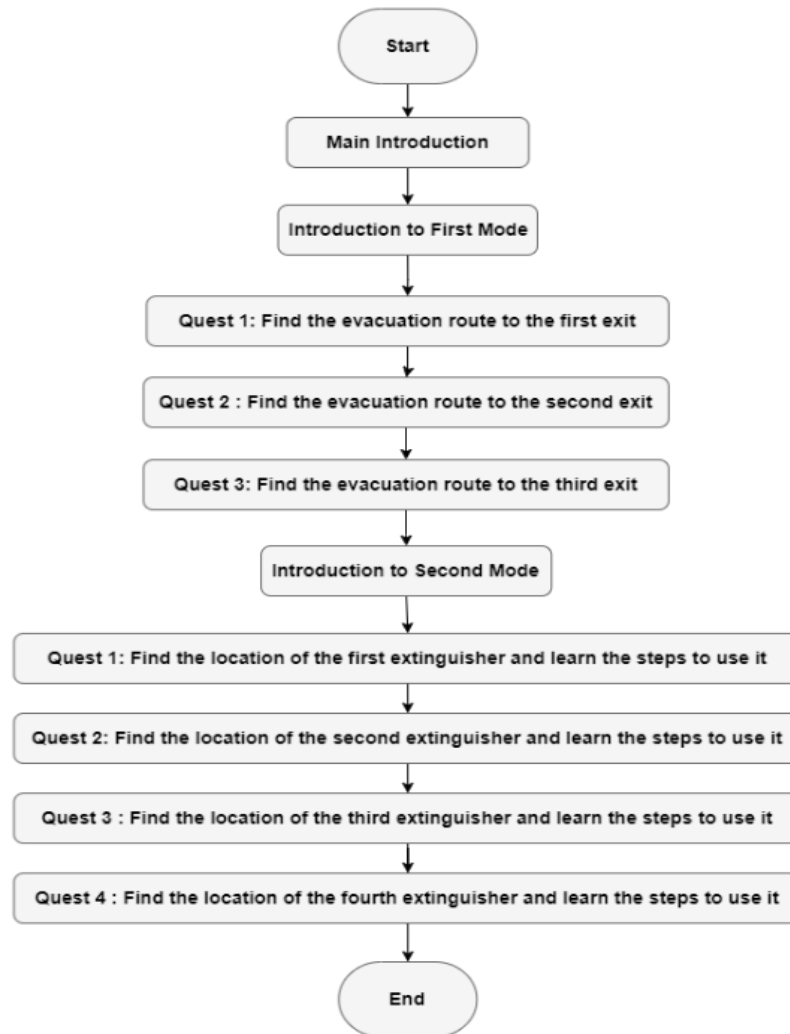 Start
Main Introduction
Introduction to First Mode
Quest 1: Find the evacuation route to the first exit
Quest 2 : Find the evacuation route to the second exit
Quest 3: Find the evacuation route to the third exit
Introduction to Second Mode
Quest 1: Find the location of the first extinguisher and learn the steps to use it
Quest 2: Find the location of the second extinguisher and learn the steps to use it
Quest 3 : Find the location of the third extinguisher and learn the steps to use it
Quest 4 : Find the location of the fourth extinguisher and learn the steps to use it
End